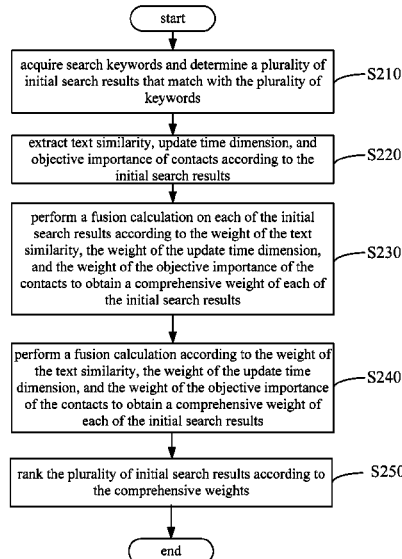 start
acquire search keywords and determine a plurality of
initial search results that match with the plurality of
keywords
S210
extract text similarity, update time dimension, and
objective importance of contacts according to the
initial search results
S220
perform a fusion calculation on each of the initial
search results according to the weight of the text
similarity, the weight of the update time dimension,
and the weight of the objective importance of the
contacts to obtain a comprehensive weight of each of
the initial search results
S230
perform a fusion calculation according to the weight of
the text similarity, the weight of the update time
dimension, and the weight of the objective importance
of the contacts to obtain a comprehensive weight of
each of the initial search results
S240
rank the plurality of initial search results according to
the comprehensive weights
S250
end